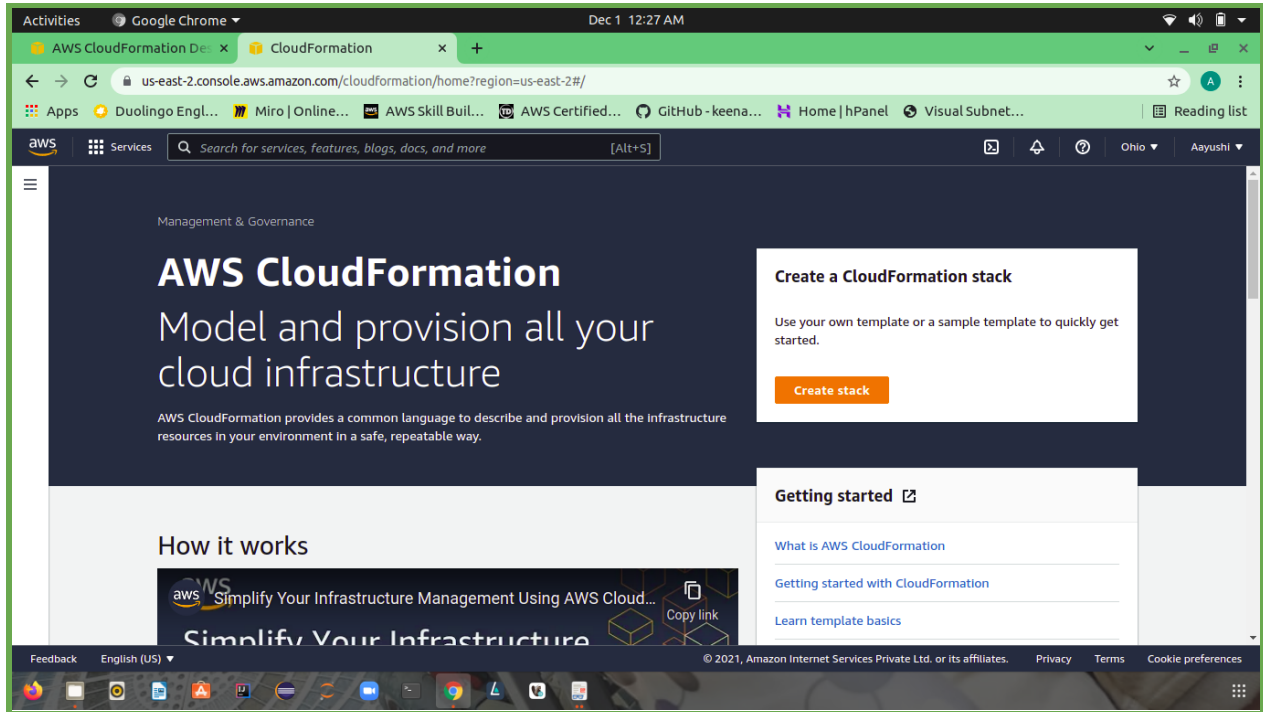 Activities Google Chrome Dec 1 12:27 AM
AWS CloudFormation Des CloudFormation
us-east-2.console.aws.amazon.com/cloudformation/home?region=us-east-2#/ A
Apps Duolingo Engl... Miro | Online... AWS Skill Buil... AWS Certified... GitHub - keena... Home | hPanel Visual Subnet... Reading list
aws Services Search for services, features, blogs, docs, and more [Alt+S] Ohio Aayushi
Management & Governance
AWS CloudFormation
Model and provision all your
cloud infrastructure
AWS CloudFormation provides a common language to describe and provision all the infrastructure
resources in your environment in a safe, repeatable way.
Create a CloudFormation stack
Use your own template or a sample template to quickly get
started.
Create stack
Getting started
What is AWS CloudFormation
Getting started with CloudFormation
Learn template basics
How it works
aws Simplify Your Infrastructure Management Using AWS Cloud...
Copy link
Simplify Your Infrastructure
Feedback English (US) © 2021, Amazon Internet Services Private Ltd. or its affiliates. Privacy Terms Cookie preferences